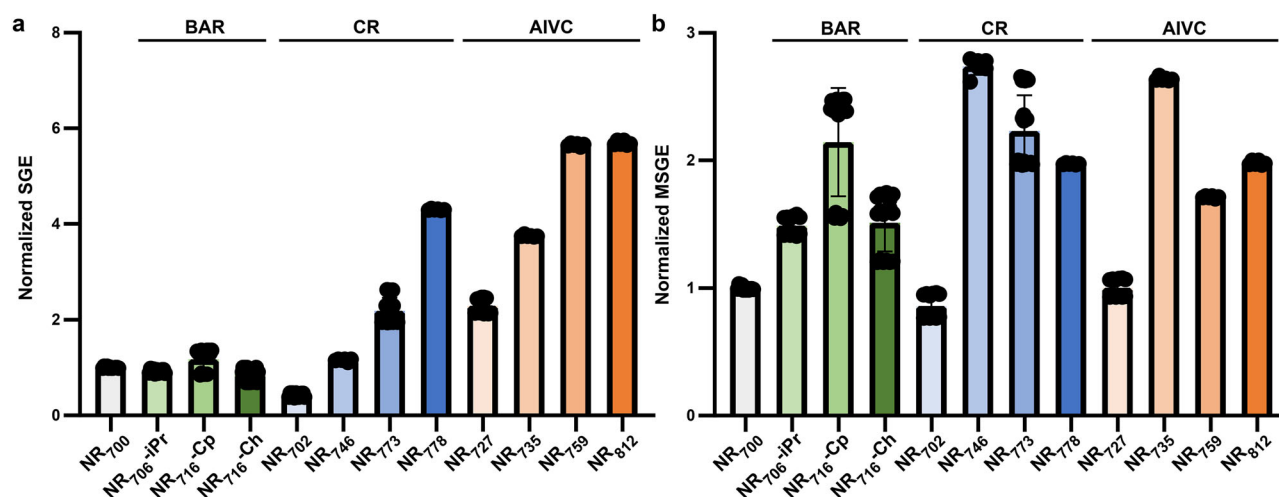 a
BAR
CR
AIVC
Normalized SGE
8
6
4
2
0
NR700
NR706-iPr
NR716-Cp
NR716-Ch
NR702
NR746
NR773
NR778
NR727
NR735
NR759
NR812
b
BAR
CR
AIVC
Normalized MSGE
3
2
1
0
NR700
NR706-iPr
NR716-Cp
NR716-Ch
NR702
NR746
NR773
NR778
NR727
NR735
NR759
NR812